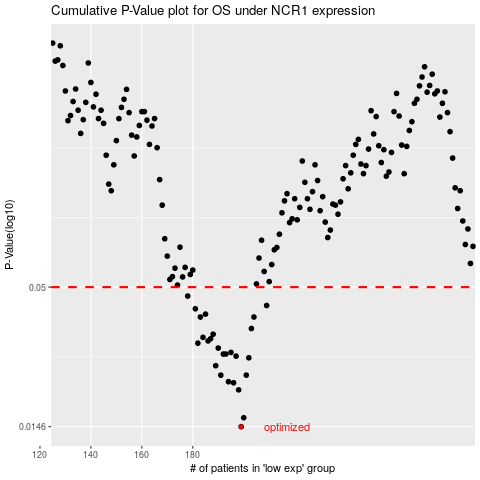 Cumulative P-Value plot for OS under NCR1 expression
P-Value(log10)
0.05
0.0146
optimized
120 140 160 180
# of patients in 'low exp' group